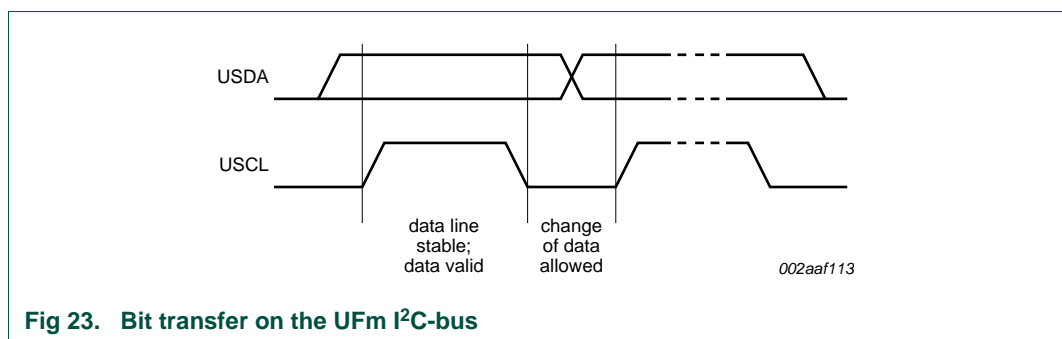 USDA
USCL
data line
stable;
data valid
change
of data
allowed
002aaf113
Fig 23. Bit transfer on the UFm I²C-bus